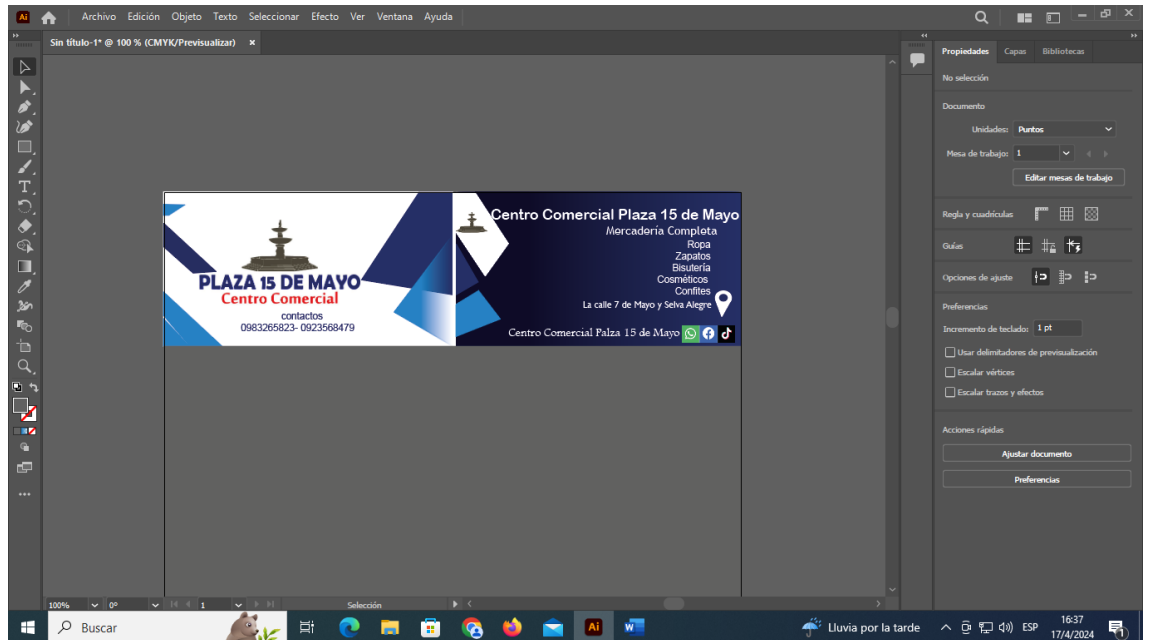 Ai Archivo Edición Objeto Texto Seleccionar Efecto Ver Ventana Ayuda
Sin título-1* @ 100 % (CMYK/Previsualizar) ×
PLAZA 15 DE MAYO
Centro Comercial
contactos
0983265823- 0923568479
Centro Comercial Plaza 15 de Mayo
Mercadería Completa
Ropa
Zapatos
Bisutería
Cosméticos
Confites
La calle 7 de Mayo y Selva Alegre
Centro Comercial Palza 15 de Mayo
Propiedades Capas Bibliotecas
No selección
Documento
Unidades: Puntos
Mesa de trabajo: 1
Editar mesas de trabajo
Regla y cuadrículas
Guías
Opciones de ajuste
Preferencias
Incremento de teclado: 1 pt
Usar delimitadores de previsualización
Escalar vértices
Escalar trazos y efectos
Acciones rápidas
Ajustar documento
Preferencias
100% 0° 1 Selección
Buscar
Ai
W
Lluvia por la tarde
ESP
16:37
17/4/2024
1